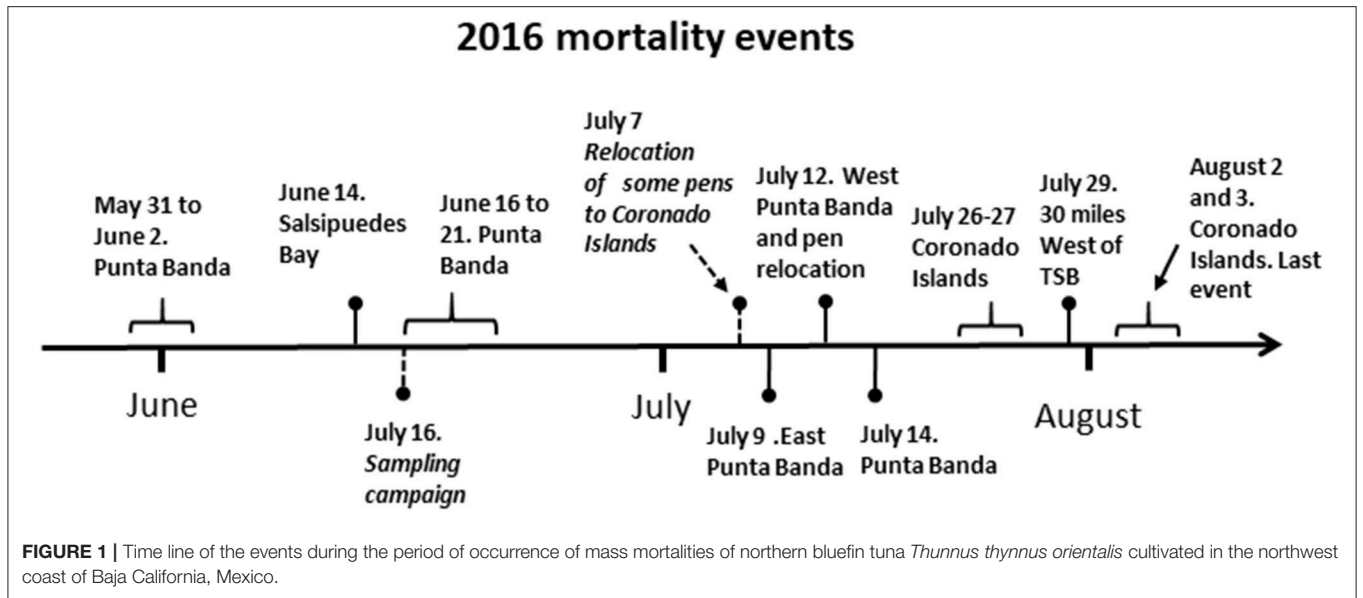 2016 mortality events
May 31 to
June 2.
Punta Banda
June 14.
Salsipuedes
Bay
June 16 to
21. Punta
Banda
July 7
Relocation
of some pens
to Coronado
Islands
July 12. West
Punta Banda
and pen
relocation
July 26-27
Coronado
Islands
July 29.
30 miles
West of
TSB
August 2
and 3.
Coronado
Islands. Last
event
June
July
August
July 16.
Sampling
campaign
July 9 .East
Punta Banda
July 14.
Punta Banda
FIGURE 1 | Time line of the events during the period of occurrence of mass mortalities of northern bluefin tuna Thunnus thynnus orientalis cultivated in the northwest
coast of Baja California, Mexico.